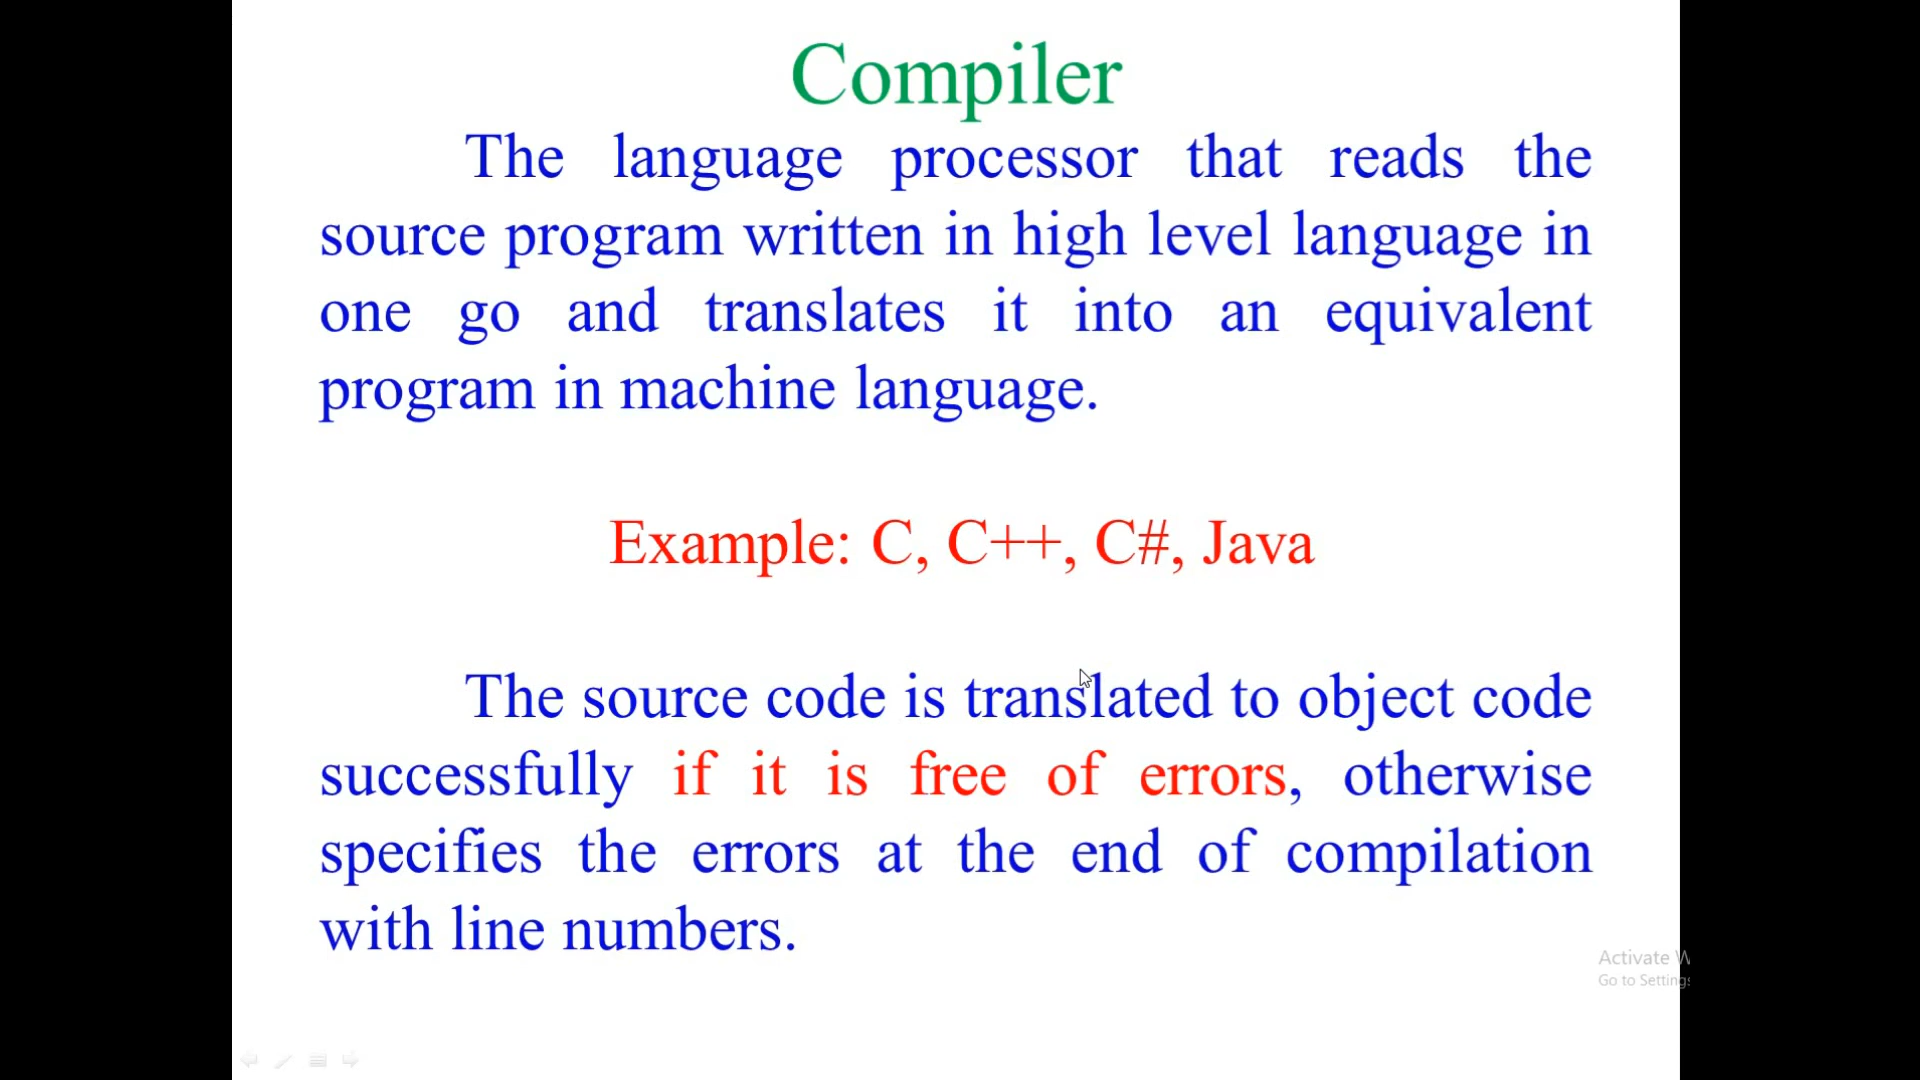 Compiler
The language processor that reads the
source program written in high level language in
one go and translates it into an equivalent
program in machine language.
Example: C, C++, C#, Java
The source code is translated to object code
successfully if it is free of errors, otherwise
specifies the errors at the end of compilation
with line numbers.
Activate W
Go to Settings